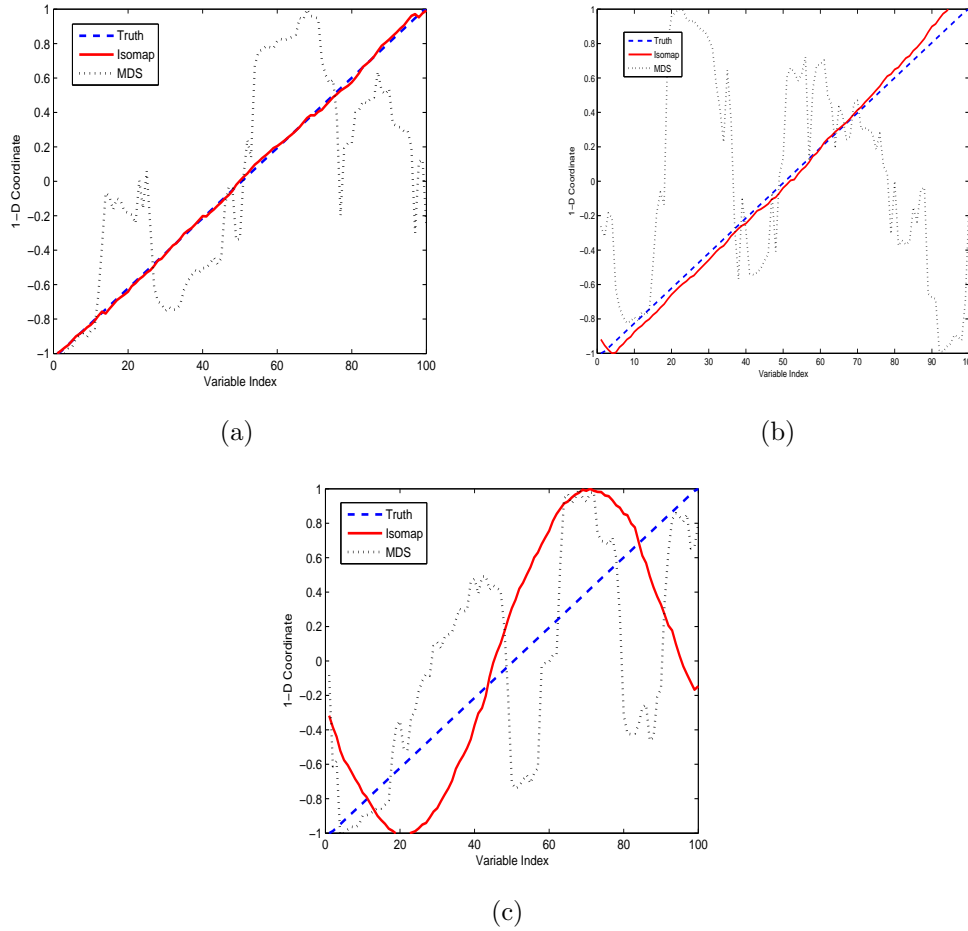 1
0.8
0.6
0.4
0.2
0
−0.2
−0.4
−0.6
−0.8
−1
1−D Coordinate
Truth
Isomap
MDS
0 20 40 60 80 100
Variable Index
(a)
1
0.8
0.6
0.4
0.2
0
−0.2
−0.4
−0.6
−0.8
−1
1−D Coordinate
Truth
Isomap
MDS
0 10 20 30 40 50 60 70 80 90 100
Variable Index
(b)
1
0.8
0.6
0.4
0.2
0
−0.2
−0.4
−0.6
−0.8
−1
1−D Coordinate
Truth
Isomap
MDS
0 20 40 60 80 100
Variable Index
(c)